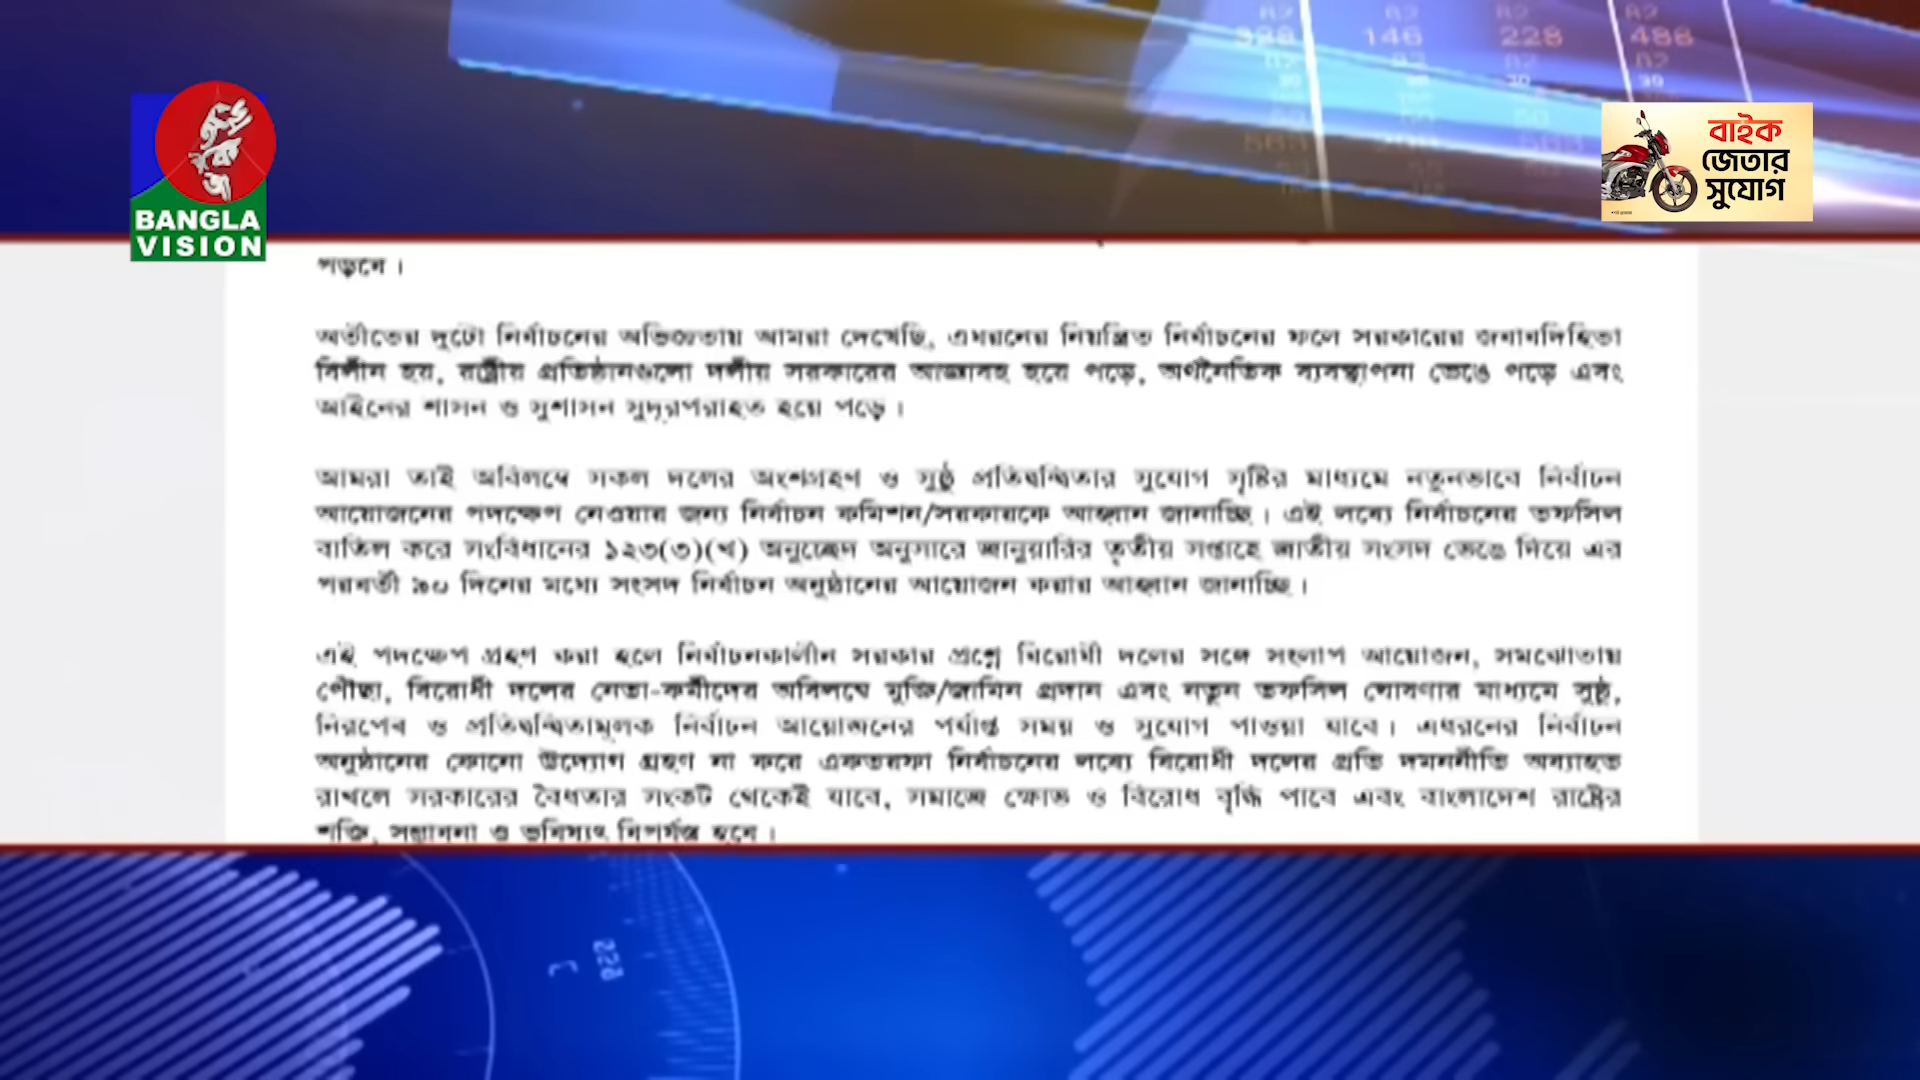 BANGLA
VISION
বাইক
জেতার
সুযোগ
পড়বে।
অতীতের দুটো নির্বাচনের অভিজ্ঞতায় আমরা দেখেছি, এধরনের নিয়ন্ত্রিত নির্বাচনের ফলে সরকারের জবাবদিহিতা
বিলীন হয়, রাষ্ট্রীয় প্রতিষ্ঠানগুলো দলীয় সরকারের আজ্ঞাবহ হয়ে পড়ে, অর্থনৈতিক ব্যবস্থাপনা ভেঙে পড়ে এবং
আইনের শাসন ও সুশাসন সুদূরপরাহত হয়ে পড়ে।
আমরা তাই অবিলম্বে সকল দলের অংশগ্রহণ ও সুষ্ঠু প্রতিদ্বন্দ্বিতার সুযোগ সৃষ্টির মাধ্যমে নতুনভাবে নির্বাচন
আয়োজনের পদক্ষেপ নেওয়ার জন্য নির্বাচন কমিশন/সরকারকে আহ্বান জানাচ্ছি। এই লক্ষ্যে নির্বাচনের তফসিল
বাতিল করে সংবিধানের ১২৩(৩)(খ) অনুচ্ছেদ অনুসারে জানুয়ারির তৃতীয় সপ্তাহে জাতীয় সংসদ ভেঙে দিয়ে এর
পরবর্তী ৯০ দিনের মধ্যে সংসদ নির্বাচন অনুষ্ঠানের আয়োজন করার আহ্বান জানাচ্ছি।
এই পদক্ষেপ গ্রহণ করা হলে নির্বাচনকালীন সরকার প্রশ্নে বিরোধী দলের সঙ্গে সংলাপ আয়োজন, সমঝোতায়
পৌঁছা, বিরোধী দলের নেতা-কর্মীদের অবিলম্বে মুক্তি/জামিন প্রদান এবং নতুন তফসিল ঘোষণার মাধ্যমে সুষ্ঠু,
নিরপেক্ষ ও প্রতিদ্বন্দ্বিতামূলক নির্বাচন আয়োজনের পর্যাপ্ত সময় ও সুযোগ পাওয়া যাবে। এধরনের নির্বাচন
অনুষ্ঠানের কোনো উদ্যোগ গ্রহণ না করে একতরফা নির্বাচনের লক্ষ্যে বিরোধী দলের প্রতি দমননীতি অব্যাহত
রাখলে সরকারের বৈধতার সংকট থেকেই যাবে, সমাজে ক্ষোভ ও বিরোধ বৃদ্ধি পাবে এবং বাংলাদেশ রাষ্ট্রের
শক্তি, সম্ভাবনা ও ভবিষ্যৎ বিপর্যস্ত হবে।